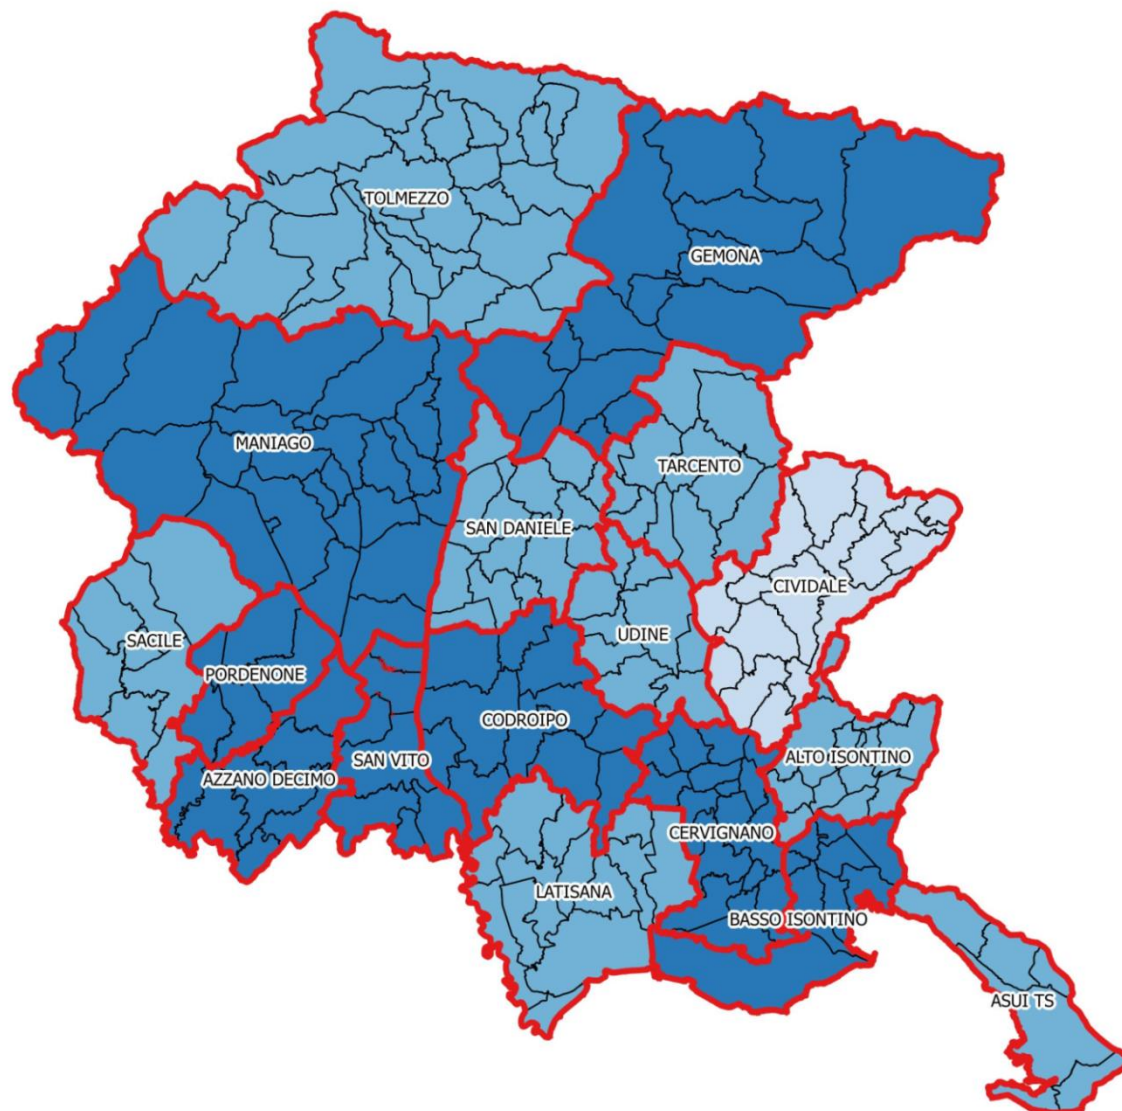 TOLMEZZO
GEMONA
MANIAGO
TARCENTO
SAN DANIELE
CIVIDALE
UDINE
SACILE
PORDENONE
CODROIPO
SAN VITO
ALTO ISONTINO
AZZANO DECIMO
CERVIGNANO
LATISANA
BASSO ISONTINO
ASUI TS